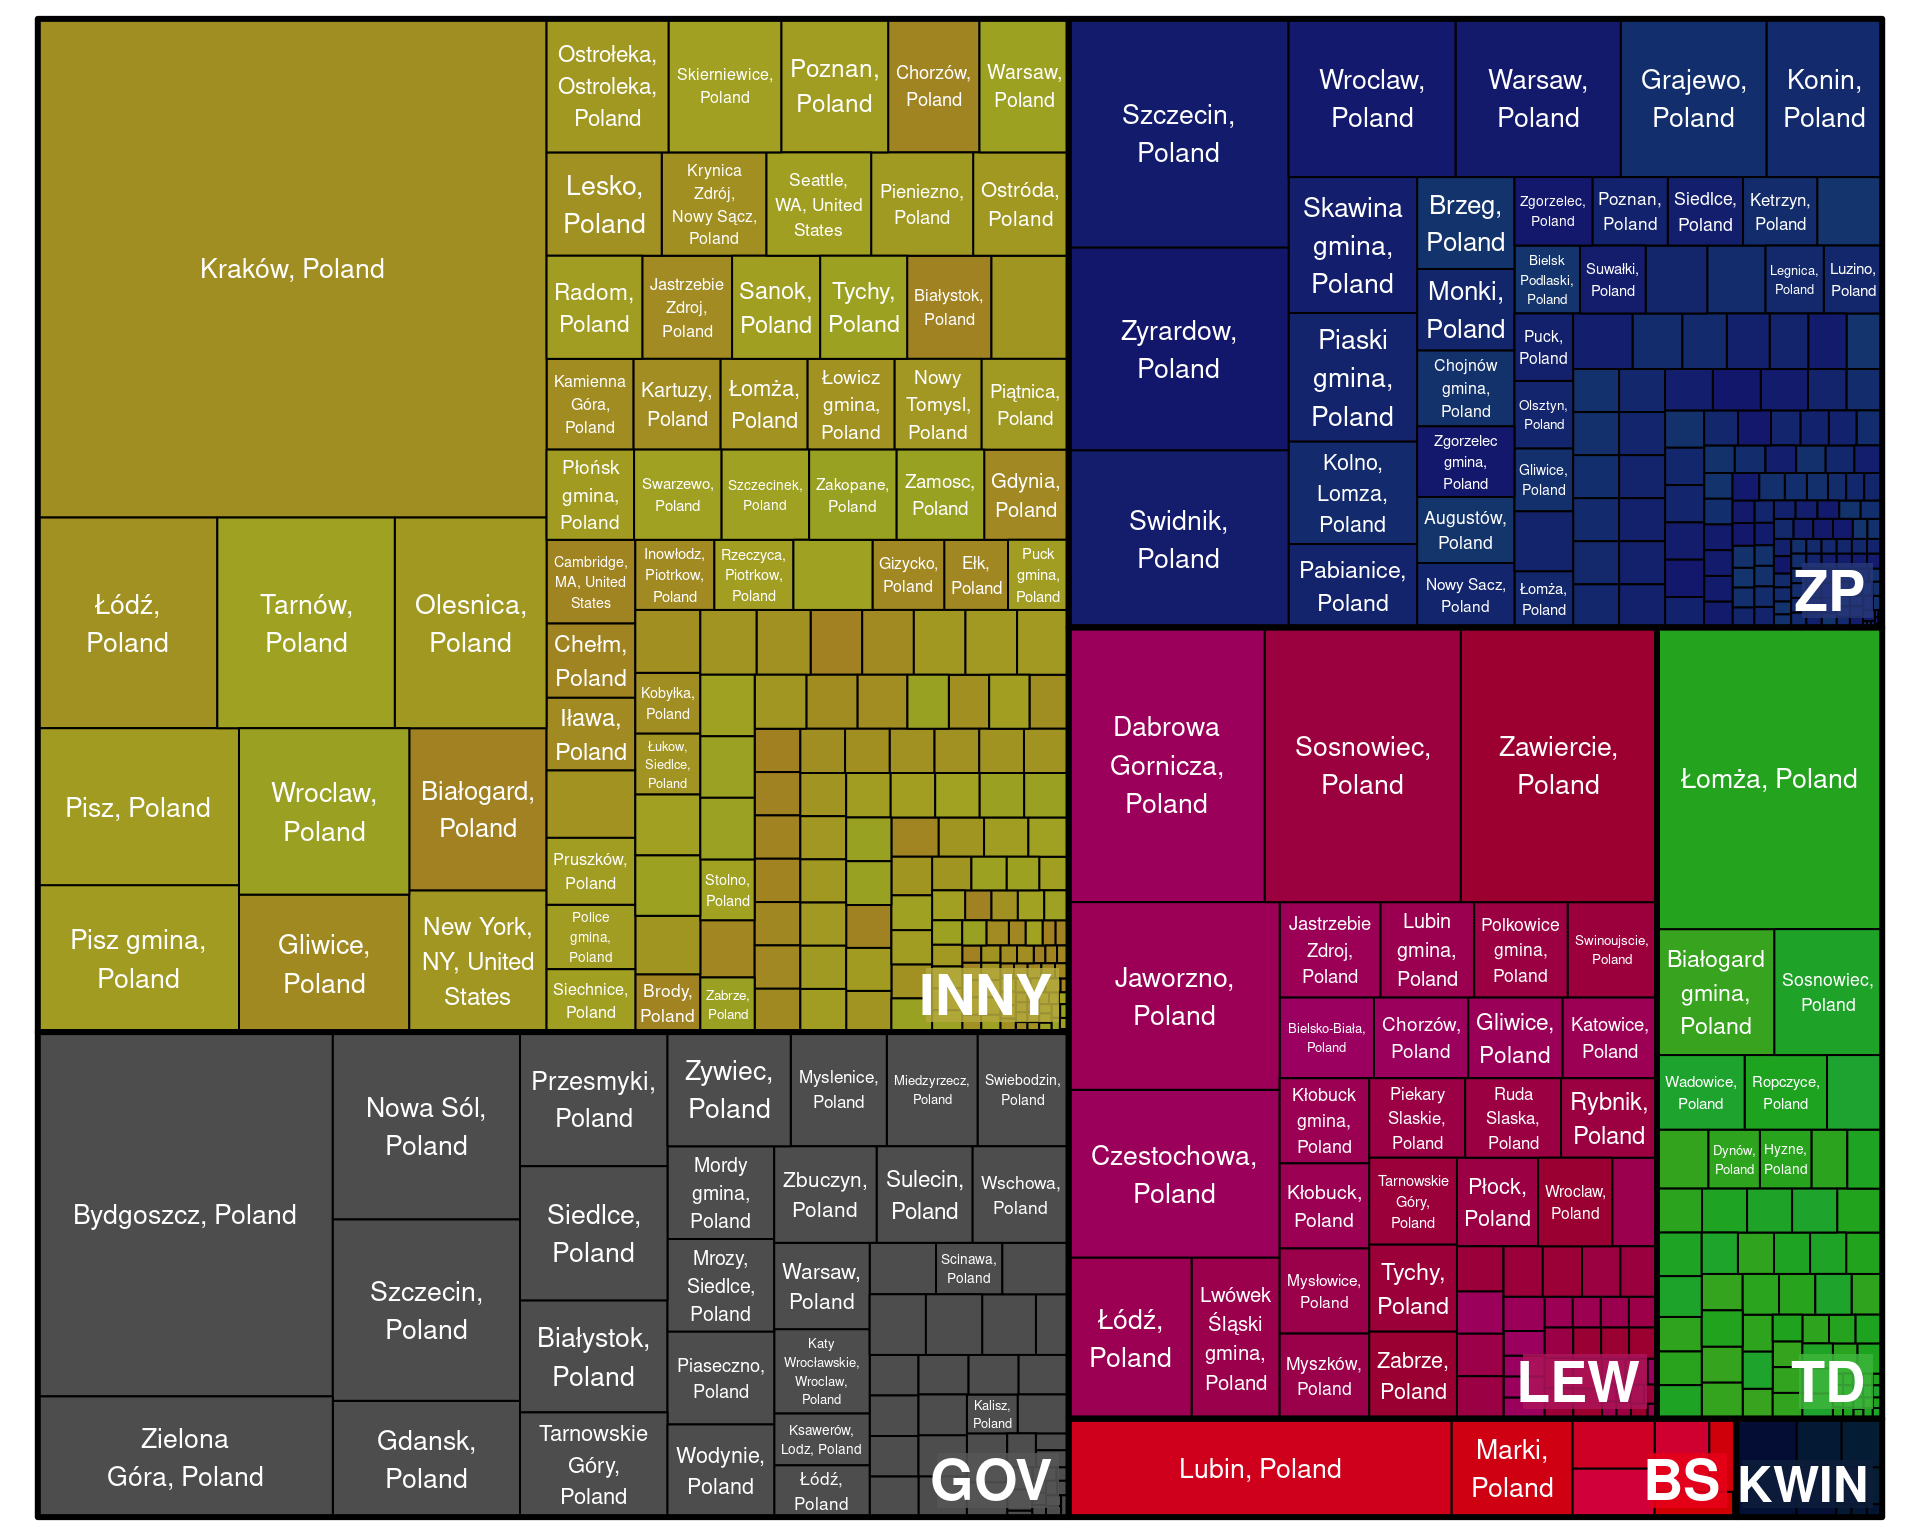 Kraków, Poland
Łódź,
Poland
Tarnów,
Poland
Olesnica,
Poland
Pisz, Poland
Wroclaw,
Poland
Białogard,
Poland
Pisz gmina,
Poland
Gliwice,
Poland
New York,
NY, United
States
Ostrołeka,
Ostroleka,
Poland
Skierniewice,
Poland
Poznan,
Poland
Chorzów,
Poland
Warsaw,
Poland
Lesko,
Poland
Krynica
Zdrój,
Nowy Sącz,
Poland
Seattle,
WA, United
States
Pieniezno,
Poland
Ostróda,
Poland
Radom,
Poland
Jastrzebie
Zdroj,
Poland
Sanok,
Poland
Tychy,
Poland
Białystok,
Poland
Kamienna
Góra,
Poland
Kartuzy,
Poland
Łomża,
Poland
Łowicz
gmina,
Poland
Nowy
Tomysl,
Poland
Piątnica,
Poland
Płońsk
gmina,
Poland
Swarzewo,
Poland
Szczecinek,
Poland
Zakopane,
Poland
Zamosc,
Poland
Gdynia,
Poland
Cambridge,
MA, United
States
Inowłodz,
Piotrkow,
Poland
Rzeczyca,
Piotrkow,
Poland
Gizycko,
Poland
Ełk,
Poland
Puck
gmina,
Poland
Chełm,
Poland
Iława,
Poland
Kobyłka,
Poland
Łukow,
Siedlce,
Poland
Pruszków,
Poland
Stolno,
Poland
Police
gmina,
Poland
Siechnice,
Poland
Brody,
Poland
Zabrze,
Poland
INNY
Bydgoszcz, Poland
Zielona
Góra, Poland
Nowa Sól,
Poland
Szczecin,
Poland
Gdansk,
Poland
Przesmyki,
Poland
Siedlce,
Poland
Białystok,
Poland
Tarnowskie
Góry,
Poland
Zywiec,
Poland
Myslenice,
Poland
Miedzyrzecz,
Poland
Swiebodzin,
Poland
Mordy
gmina,
Poland
Zbuczyn,
Poland
Sulecin,
Poland
Wschowa,
Poland
Mrozy,
Siedlce,
Poland
Warsaw,
Poland
Scinawa,
Poland
Piaseczno,
Poland
Katy
Wrocławskie,
Wroclaw,
Poland
Kalisz,
Poland
Wodynie,
Poland
Ksawerów,
Lodz, Poland
Łódź,
Poland
GOV
Szczecin,
Poland
Zyrardow,
Poland
Swidnik,
Poland
Wroclaw,
Poland
Warsaw,
Poland
Grajewo,
Poland
Konin,
Poland
Skawina
gmina,
Poland
Piaski
gmina,
Poland
Kolno,
Lomza,
Poland
Pabianice,
Poland
Brzeg,
Poland
Monki,
Poland
Chojnów
gmina,
Poland
Zgorzelec
gmina,
Poland
Augustów,
Poland
Nowy Sacz,
Poland
Zgorzelec,
Poland
Poznan,
Poland
Siedlce,
Poland
Ketrzyn,
Poland
Bielsk
Podlaski,
Poland
Suwałki,
Poland
Legnica,
Poland
Luzino,
Poland
Puck,
Poland
Olsztyn,
Poland
Gliwice,
Poland
Łomża,
Poland
ZP
Dabrowa
Gornicza,
Poland
Sosnowiec,
Poland
Zawiercie,
Poland
Jaworzno,
Poland
Czestochowa,
Poland
Łódź,
Poland
Lwówek
Śląski
gmina,
Poland
Jastrzebie
Zdroj,
Poland
Lubin
gmina,
Poland
Polkowice
gmina,
Poland
Swinoujscie,
Poland
Bielsko-Biała,
Poland
Chorzów,
Poland
Gliwice,
Poland
Katowice,
Poland
Kłobuck
gmina,
Poland
Piekary
Slaskie,
Poland
Ruda
Slaska,
Poland
Rybnik,
Poland
Kłobuck,
Poland
Tarnowskie
Góry,
Poland
Płock,
Poland
Wroclaw,
Poland
Mysłowice,
Poland
Tychy,
Poland
Myszków,
Poland
Zabrze,
Poland
LEW
Łomża, Poland
Białogard
gmina,
Poland
Sosnowiec,
Poland
Wadowice,
Poland
Ropczyce,
Poland
Dynów,
Poland
Hyzne,
Poland
TD
Lubin, Poland
Marki,
Poland
BS
KWIN